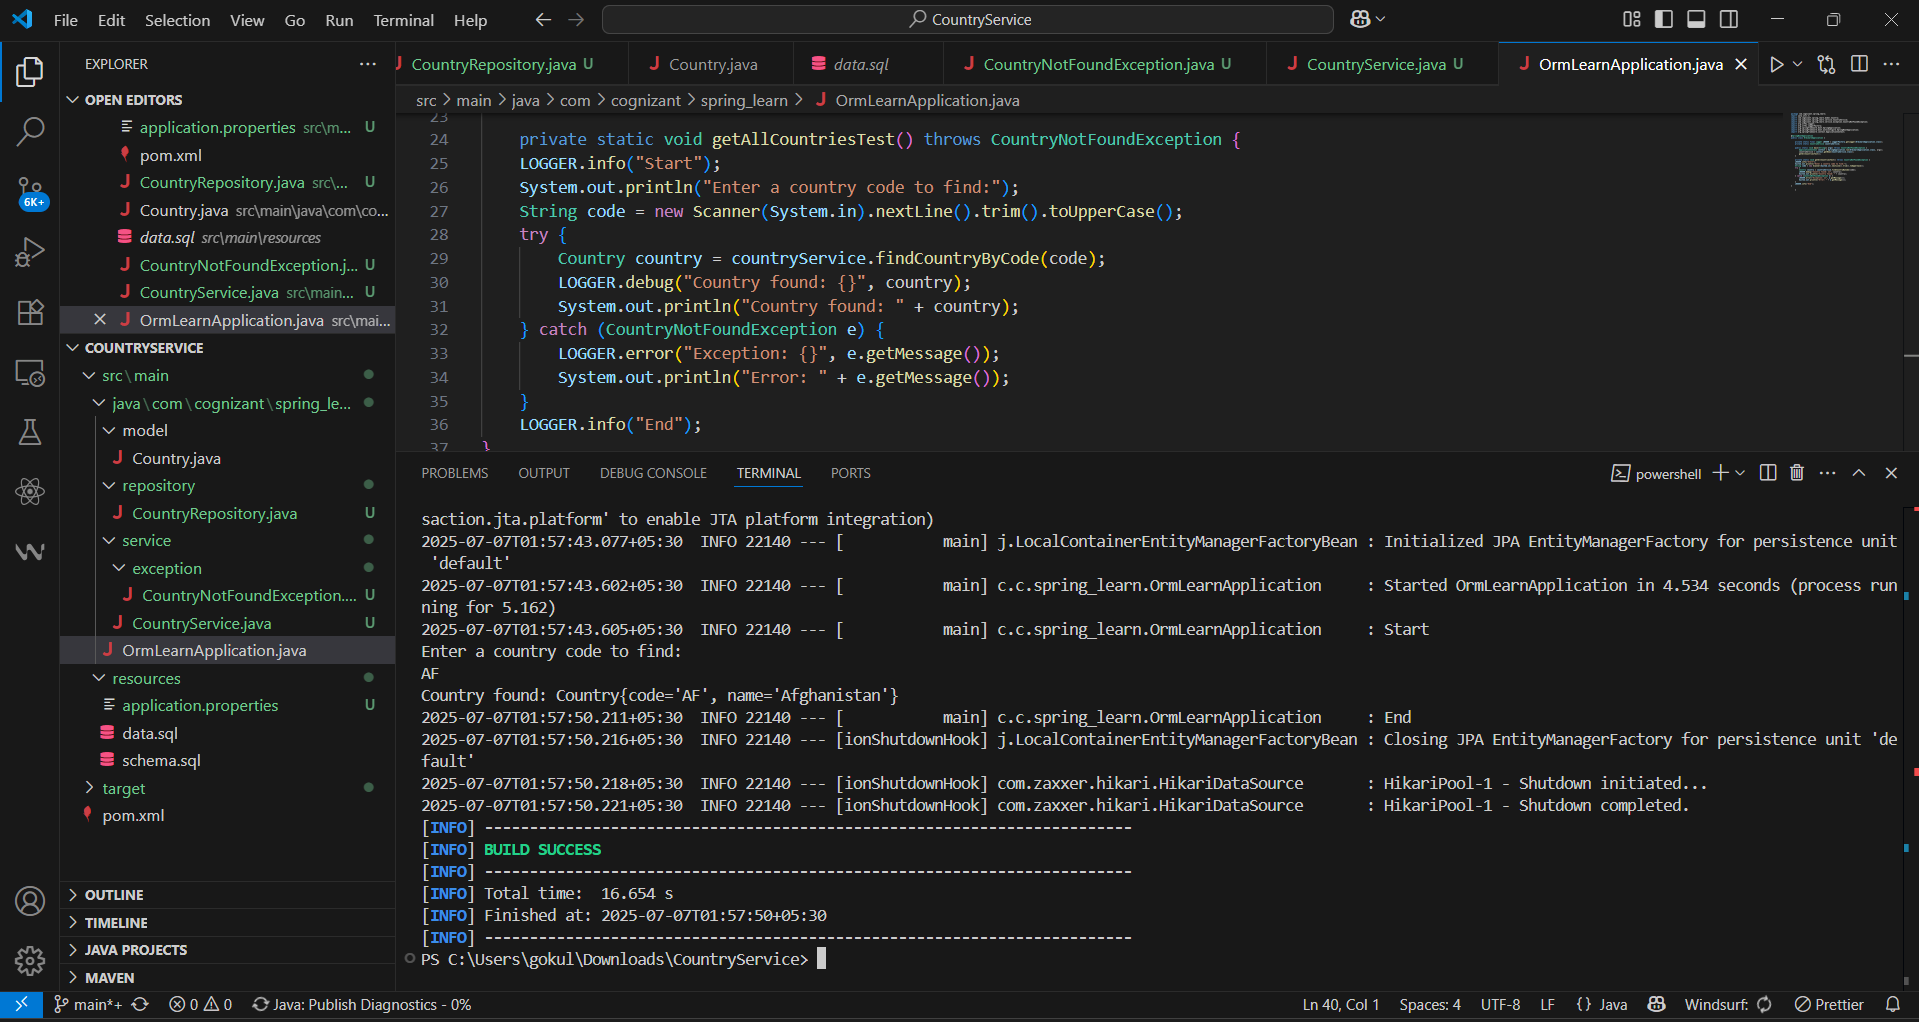 File Edit Selection View Go Run Terminal Help
CountryService
EXPLORER
OPEN EDITORS
application.properties src\m... U
pom.xml
CountryRepository.java src\... U
Country.java src\main\java\com\co...
data.sql src\main\resources
CountryNotFoundException.j... U
CountryService.java src\main... U
OrmLearnApplication.java src\mai...
COUNTRYSERVICE
src\main
java\com\cognizant\spring_le...
model
Country.java
repository
CountryRepository.java U
service
exception
CountryNotFoundException.... U
CountryService.java U
OrmLearnApplication.java
resources
application.properties U
data.sql
schema.sql
target
pom.xml
OUTLINE
TIMELINE
JAVA PROJECTS
MAVEN
6K+
CountryRepository.java U Country.java data.sql CountryNotFoundException.java U CountryService.java U OrmLearnApplication.java
src > main > java > com > cognizant > spring_learn > OrmLearnApplication.java
23
24 private static void getAllCountriesTest() throws CountryNotFoundException {
25 LOGGER.info("Start");
26 System.out.println("Enter a country code to find:");
27 String code = new Scanner(System.in).nextLine().trim().toUpperCase();
28 try {
29 Country country = countryService.findCountryByCode(code);
30 LOGGER.debug("Country found: {}", country);
31 System.out.println("Country found: " + country);
32 } catch (CountryNotFoundException e) {
33 LOGGER.error("Exception: {}", e.getMessage());
34 System.out.println("Error: " + e.getMessage());
35 }
36 LOGGER.info("End");
37 }
PROBLEMS OUTPUT DEBUG CONSOLE TERMINAL PORTS
powershell
saction.jta.platform' to enable JTA platform integration)
2025-07-07T01:57:43.077+05:30 INFO 22140 --- [ main] j.LocalContainerEntityManagerFactoryBean : Initialized JPA EntityManagerFactory for persistence unit
'default'
2025-07-07T01:57:43.602+05:30 INFO 22140 --- [ main] c.c.spring_learn.OrmLearnApplication : Started OrmLearnApplication in 4.534 seconds (process run
ning for 5.162)
2025-07-07T01:57:43.605+05:30 INFO 22140 --- [ main] c.c.spring_learn.OrmLearnApplication : Start
Enter a country code to find:
AF
Country found: Country{code='AF', name='Afghanistan'}
2025-07-07T01:57:50.211+05:30 INFO 22140 --- [ main] c.c.spring_learn.OrmLearnApplication : End
2025-07-07T01:57:50.216+05:30 INFO 22140 --- [ionShutdownHook] j.LocalContainerEntityManagerFactoryBean : Closing JPA EntityManagerFactory for persistence unit 'de
fault'
2025-07-07T01:57:50.218+05:30 INFO 22140 --- [ionShutdownHook] com.zaxxer.hikari.HikariDataSource : HikariPool-1 - Shutdown initiated...
2025-07-07T01:57:50.221+05:30 INFO 22140 --- [ionShutdownHook] com.zaxxer.hikari.HikariDataSource : HikariPool-1 - Shutdown completed.
[INFO] ------------------------------------------------------------------------
[INFO] BUILD SUCCESS
[INFO] ------------------------------------------------------------------------
[INFO] Total time: 16.654 s
[INFO] Finished at: 2025-07-07T01:57:50+05:30
[INFO] ------------------------------------------------------------------------
PS C:\Users\gokul\Downloads\CountryService>
main*+ 0 0 Java: Publish Diagnostics - 0% Ln 40, Col 1 Spaces: 4 UTF-8 LF {} Java Windsurf: Prettier